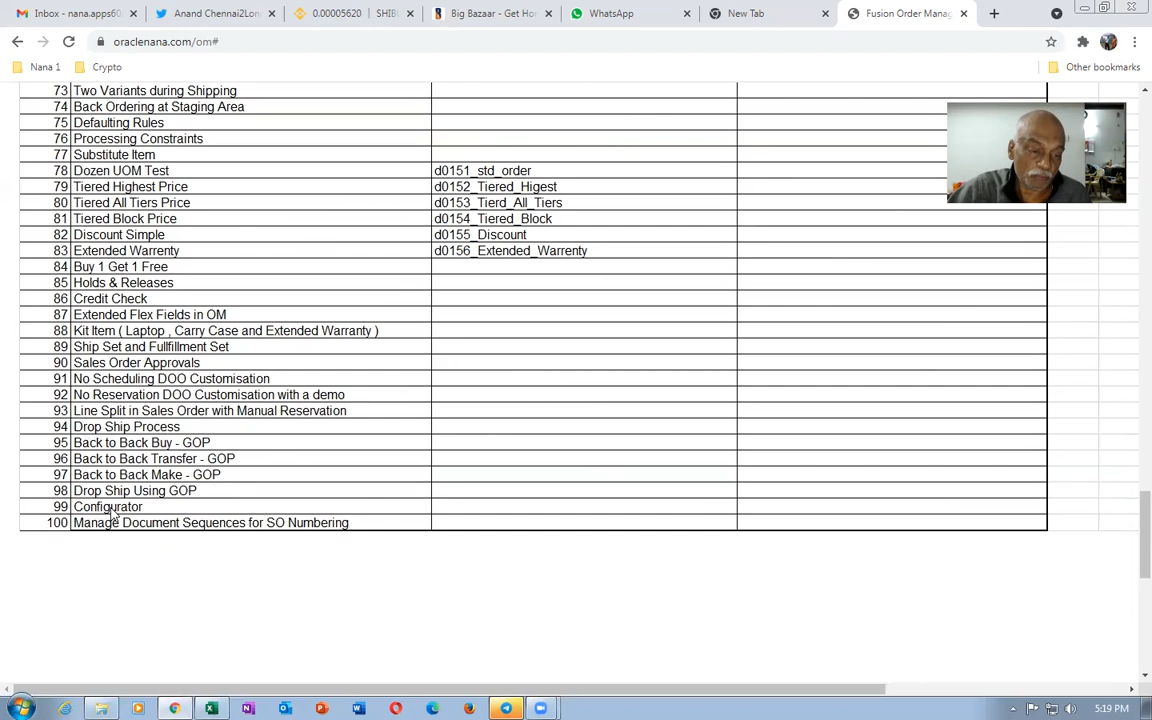 Inbox - nana.apps60
Anand Chennai2Lon
0.00005620 | SHIB
Big Bazaar - Get Hom
WhatsApp
New Tab
Fusion Order Manag
oraclenana.com/om#
Nana 1
Crypto
Other bookmarks
73 Two Variants during Shipping
74 Back Ordering at Staging Area
75 Defaulting Rules
76 Processing Constraints
77 Substitute Item
78 Dozen UOM Test d0151_std_order
79 Tiered Highest Price d0152_Tiered_Higest
80 Tiered All Tiers Price d0153_Tierd_All_Tiers
81 Tiered Block Price d0154_Tiered_Block
82 Discount Simple d0155_Discount
83 Extended Warrenty d0156_Extended_Warrenty
84 Buy 1 Get 1 Free
85 Holds & Releases
86 Credit Check
87 Extended Flex Fields in OM
88 Kit Item ( Laptop , Carry Case and Extended Warranty )
89 Ship Set and Fullfillment Set
90 Sales Order Approvals
91 No Scheduling DOO Customisation
92 No Reservation DOO Customisation with a demo
93 Line Split in Sales Order with Manual Reservation
94 Drop Ship Process
95 Back to Back Buy - GOP
96 Back to Back Transfer - GOP
97 Back to Back Make - GOP
98 Drop Ship Using GOP
99 Configurator
100 Manage Document Sequences for SO Numbering
5:19 PM